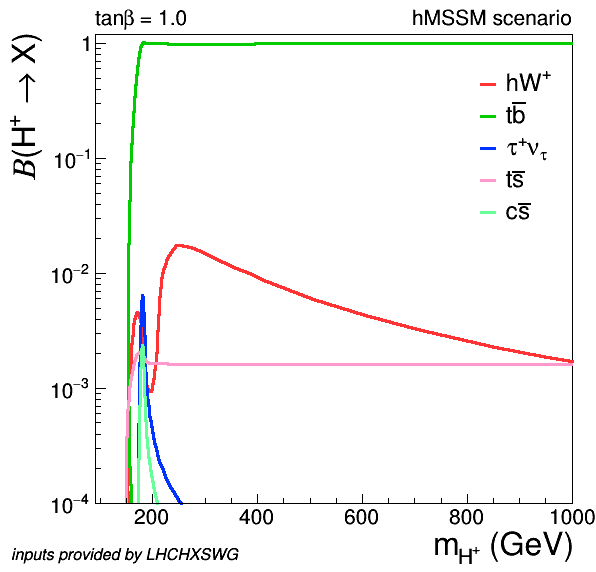 tanβ = 1.0 hMSSM scenario
B(H⁺ → X)
1
10⁻¹
10⁻²
10⁻³
10⁻⁴
hW⁺
tb̅
τ⁺ν_τ
ts̅
cs̅
200 400 600 800 1000
m_H⁺ (GeV)
inputs provided by LHCHXSWG